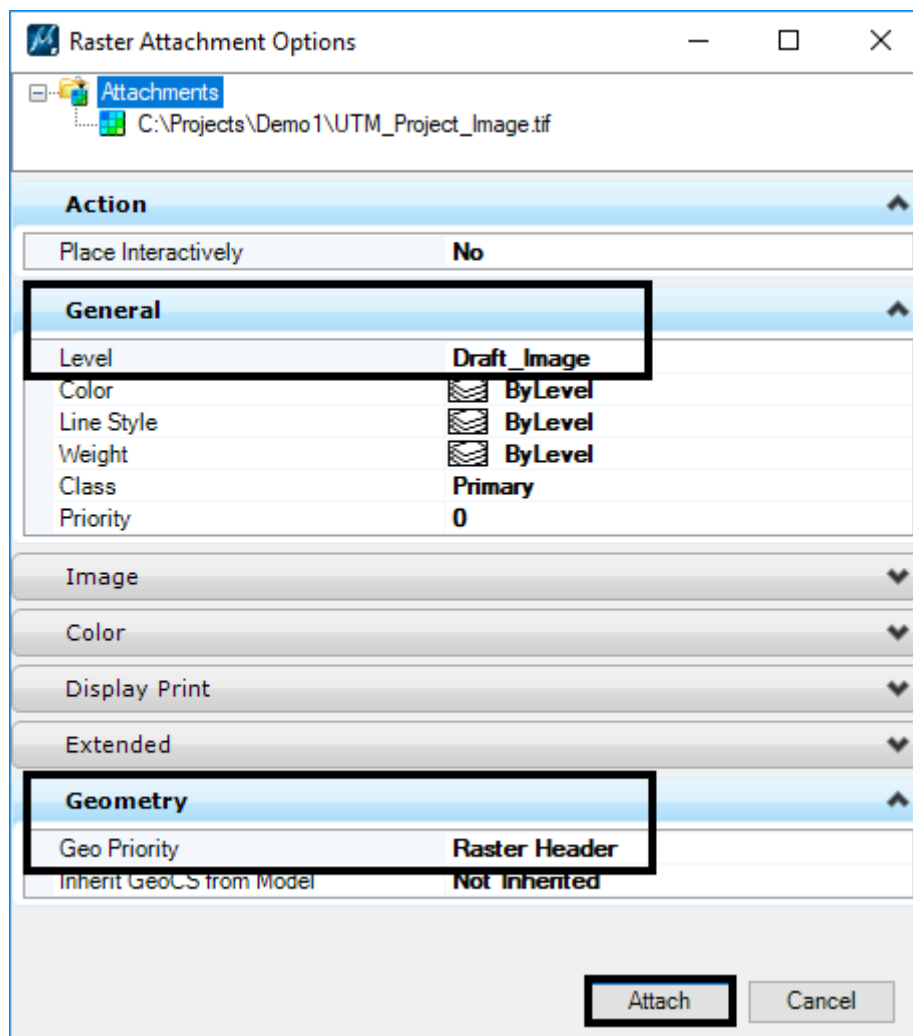 Raster Attachment Options
Attachments
C:\Projects\Demo1\UTM_Project_Image.tif
Action
Place Interactively No
General
Level Draft_Image
Color ByLevel
Line Style ByLevel
Weight ByLevel
Class Primary
Priority 0
Image
Color
Display Print
Extended
Geometry
Geo Priority Raster Header
Inherit GeoCS from Model Not Inherited
Attach Cancel